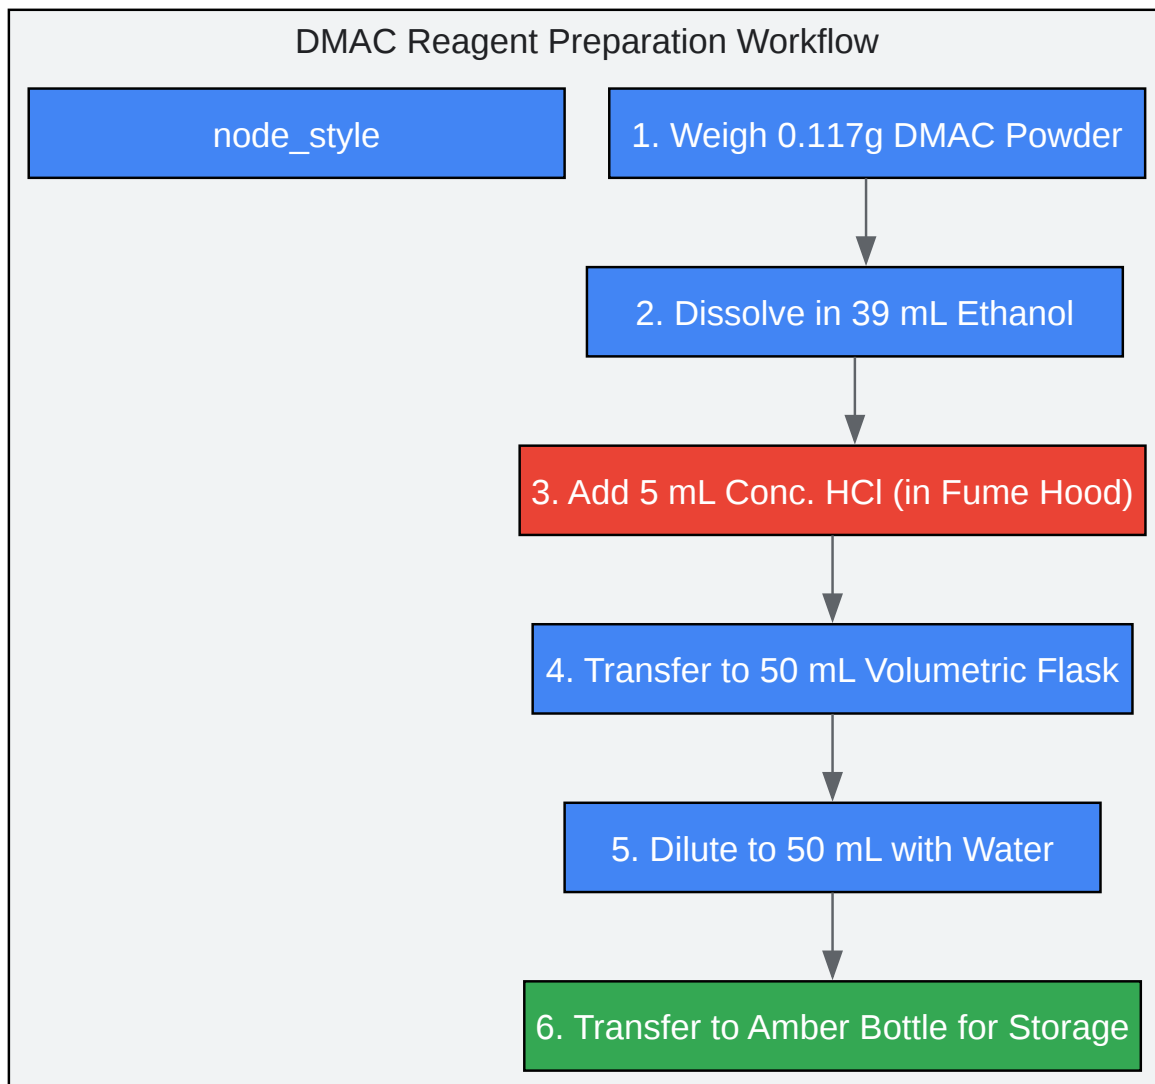 DMAC Reagent Preparation Workflow
node_style
1. Weigh 0.117g DMAC Powder
2. Dissolve in 39 mL Ethanol
3. Add 5 mL Conc. HCl (in Fume Hood)
4. Transfer to 50 mL Volumetric Flask
5. Dilute to 50 mL with Water
6. Transfer to Amber Bottle for Storage